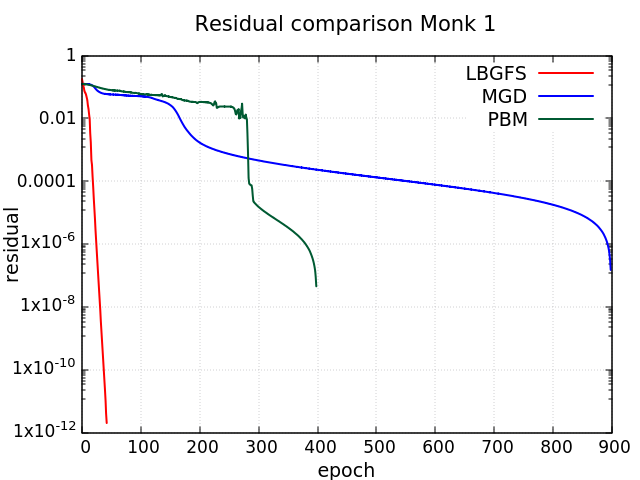 Residual comparison Monk 1
1
0.01
0.0001
1x10-6
1x10-8
1x10-10
1x10-12
residual
LBGFS
MGD
PBM
0 100 200 300 400 500 600 700 800 900
epoch